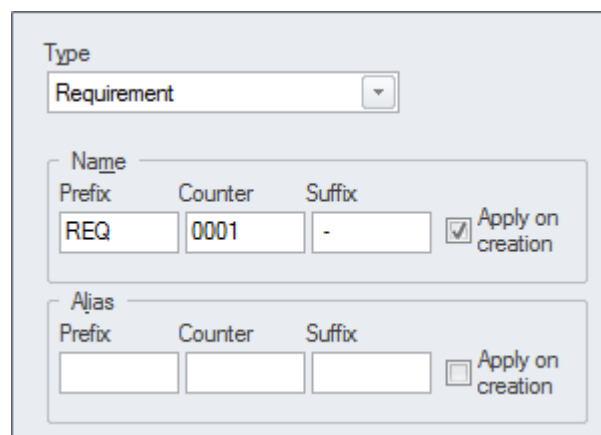 Type
Requirement
Name
Prefix Counter Suffix
REQ 0001 -
Apply on
creation
Alias
Prefix Counter Suffix
Apply on
creation